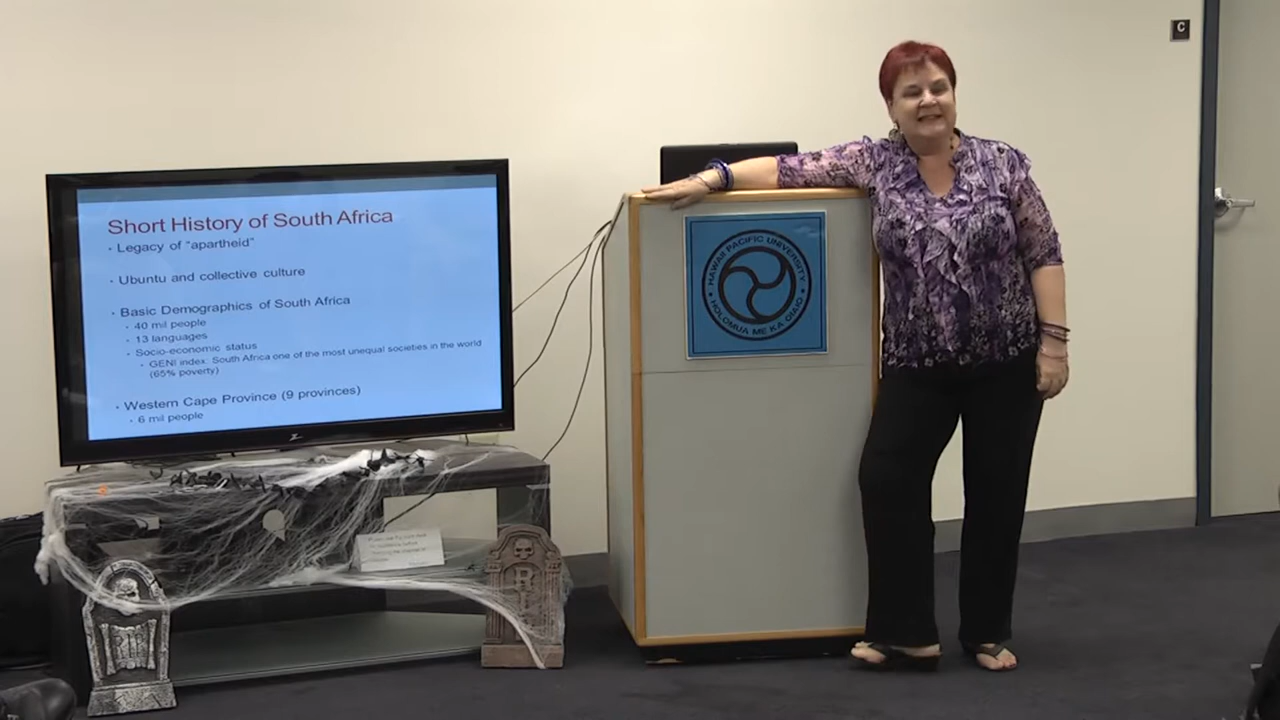 Short History of South Africa
• Legacy of "apartheid"
• Ubuntu and collective culture
• Basic Demographics of South Africa
• 40 mil people
• 13 languages
• Socio-economic status
• GENI index: South Africa one of the most unequal societies in the world
(65% poverty)
• Western Cape Province (9 provinces)
• 6 mil people
HAWAII PACIFIC UNIVERSITY
HOLOMUA ME KA OIAIO
C